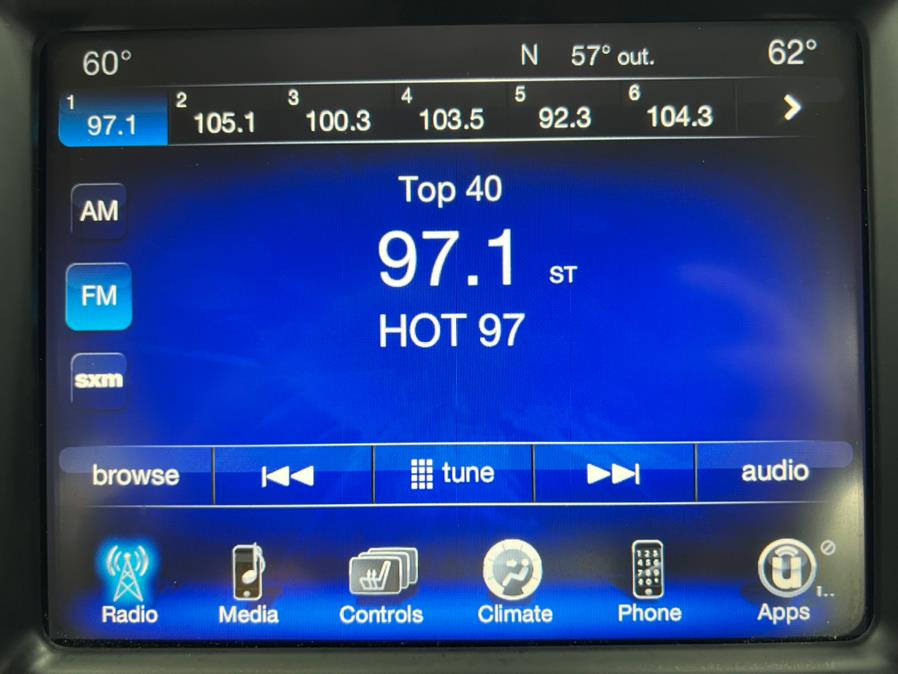 60° N 57° out. 62°
1 2 3 4 5 6
97.1 105.1 100.3 103.5 92.3 104.3
Top 40
AM
97.1 ST
FM
HOT 97
sxm
browse tune audio
Radio Media Controls Climate Phone Apps